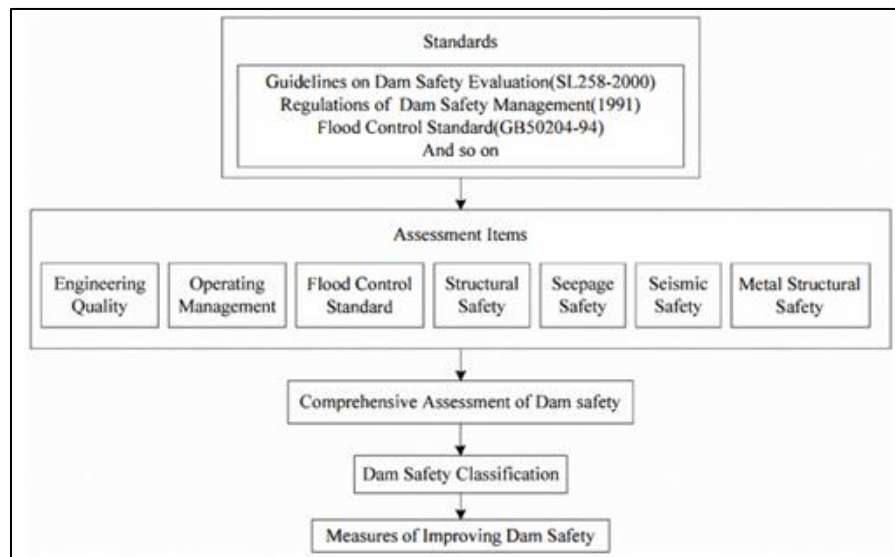 Standards
Guidelines on Dam Safety Evaluation(SL258-2000)
Regulations of Dam Safety Management(1991)
Flood Control Standard(GB50204-94)
And so on
Assessment Items
Engineering
Quality
Operating
Management
Flood Control
Standard
Structural
Safety
Seepage
Safety
Seismic
Safety
Metal Structural
Safety
Comprehensive Assessment of Dam safety
Dam Safety Classification
Measures of Improving Dam Safety